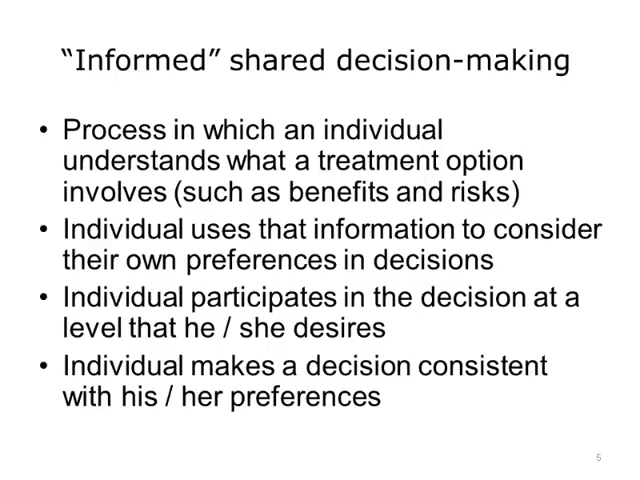 “Informed” shared decision-making
• Process in which an individual
understands what a treatment option
involves (such as benefits and risks)
• Individual uses that information to consider
their own preferences in decisions
• Individual participates in the decision at a
level that he / she desires
• Individual makes a decision consistent
with his / her preferences
5